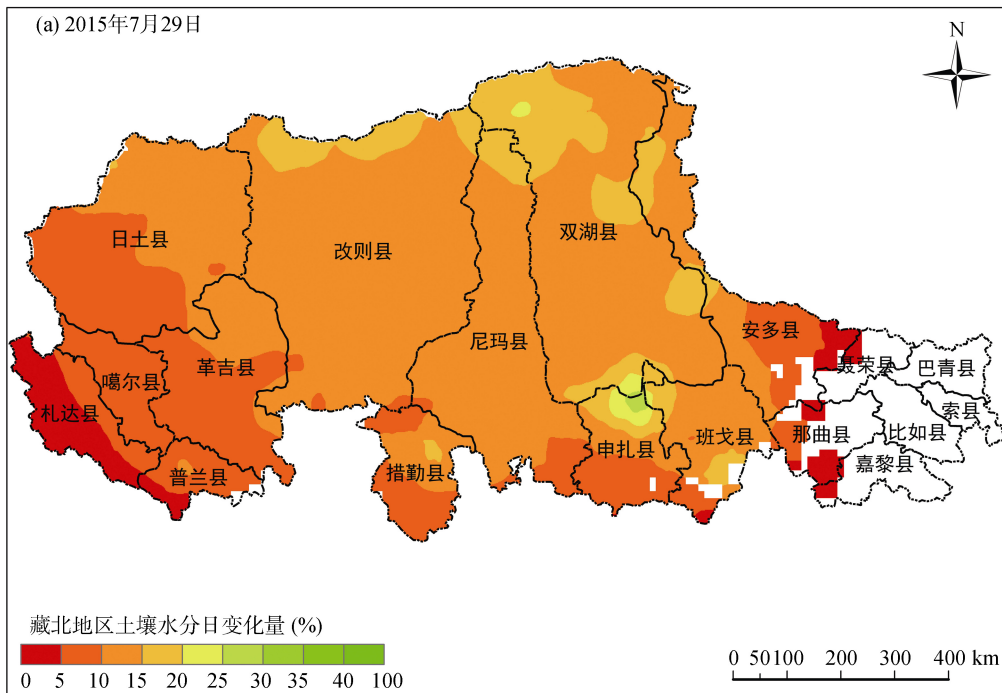 (a) 2015年7月29日
N
日土县
改则县
双湖县
尼玛县
安多县
聂荣县
巴青县
噶尔县
革吉县
索县
札达县
那曲县
比如县
班戈县
申扎县
嘉黎县
普兰县
措勤县
藏北地区土壤水分日变化量 (%)
0 5 10 15 20 25 35 40 100
0 50 100 200 300 400 km